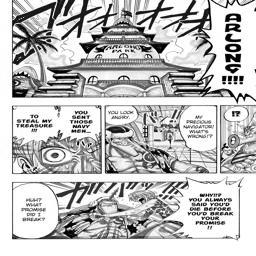 ARLONG
!!!!
ARLONG
PARK
!?
MY
PRECIOUS
NAVIGATOR!
WHAT'S
WRONG!?
YOU LOOK
ANGRY.
YOU
SENT
THOSE
NAVY
MEN...
TO
STEAL MY
TREASURE
!!!
WHY!!?
YOU ALWAYS
SAID YOU'D
DIE BEFORE
YOU'D BREAK
YOUR
PROMISE
!!
HUH!?
WHAT
PROMISE
DID I
BREAK?